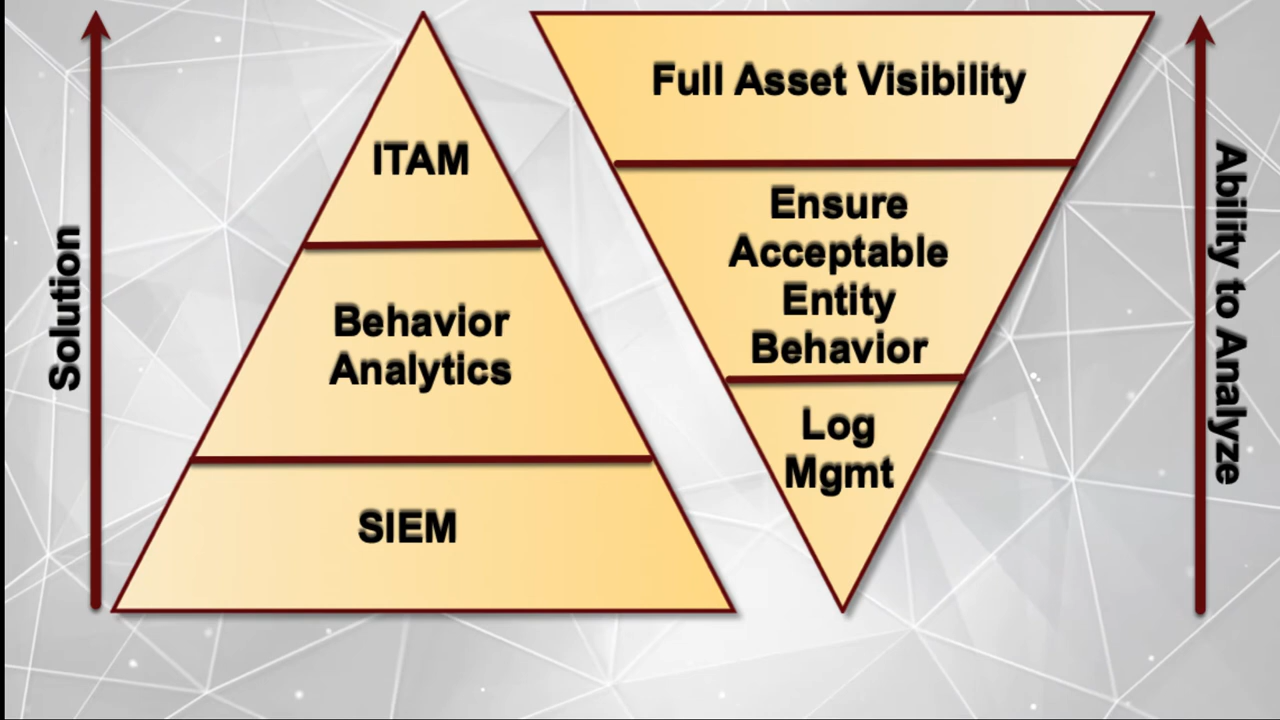 Solution
ITAM
Behavior
Analytics
SIEM
Full Asset Visibility
Ensure
Acceptable
Entity
Behavior
Log
Mgmt
Ability to Analyze